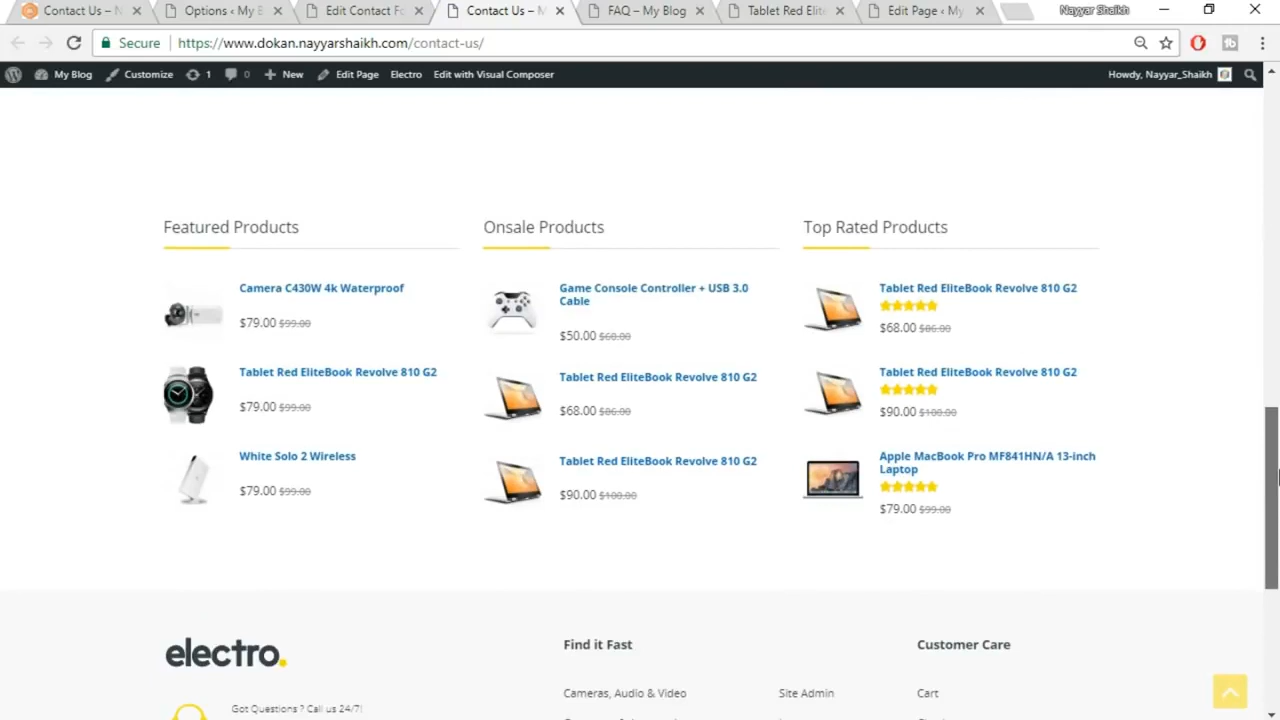 Contact Us – N
Options ‹ My B
Edit Contact Fo
Contact Us – M
FAQ – My Blog
Tablet Red Elite
Edit Page ‹ My
Nayyar Shaikh
Secure
https://www.dokan.nayyarshaikh.com/contact-us/
My Blog
Customize
1
0
New
Edit Page
Electro
Edit with Visual Composer
Howdy, Nayyar_Shaikh
Featured Products
Camera C430W 4k Waterproof
$79.00 $99.00
Tablet Red EliteBook Revolve 810 G2
$79.00 $99.00
White Solo 2 Wireless
$79.00 $99.00
Onsale Products
Game Console Controller + USB 3.0
Cable
$50.00 $60.00
Tablet Red EliteBook Revolve 810 G2
$68.00 $86.00
Tablet Red EliteBook Revolve 810 G2
$90.00 $100.00
Top Rated Products
Tablet Red EliteBook Revolve 810 G2
$68.00 $86.00
Tablet Red EliteBook Revolve 810 G2
$90.00 $100.00
Apple MacBook Pro MF841HN/A 13-inch
Laptop
$79.00 $99.00
electro.
Got Questions ? Call us 24/7!
Find it Fast
Cameras, Audio & Video
Site Admin
Customer Care
Cart